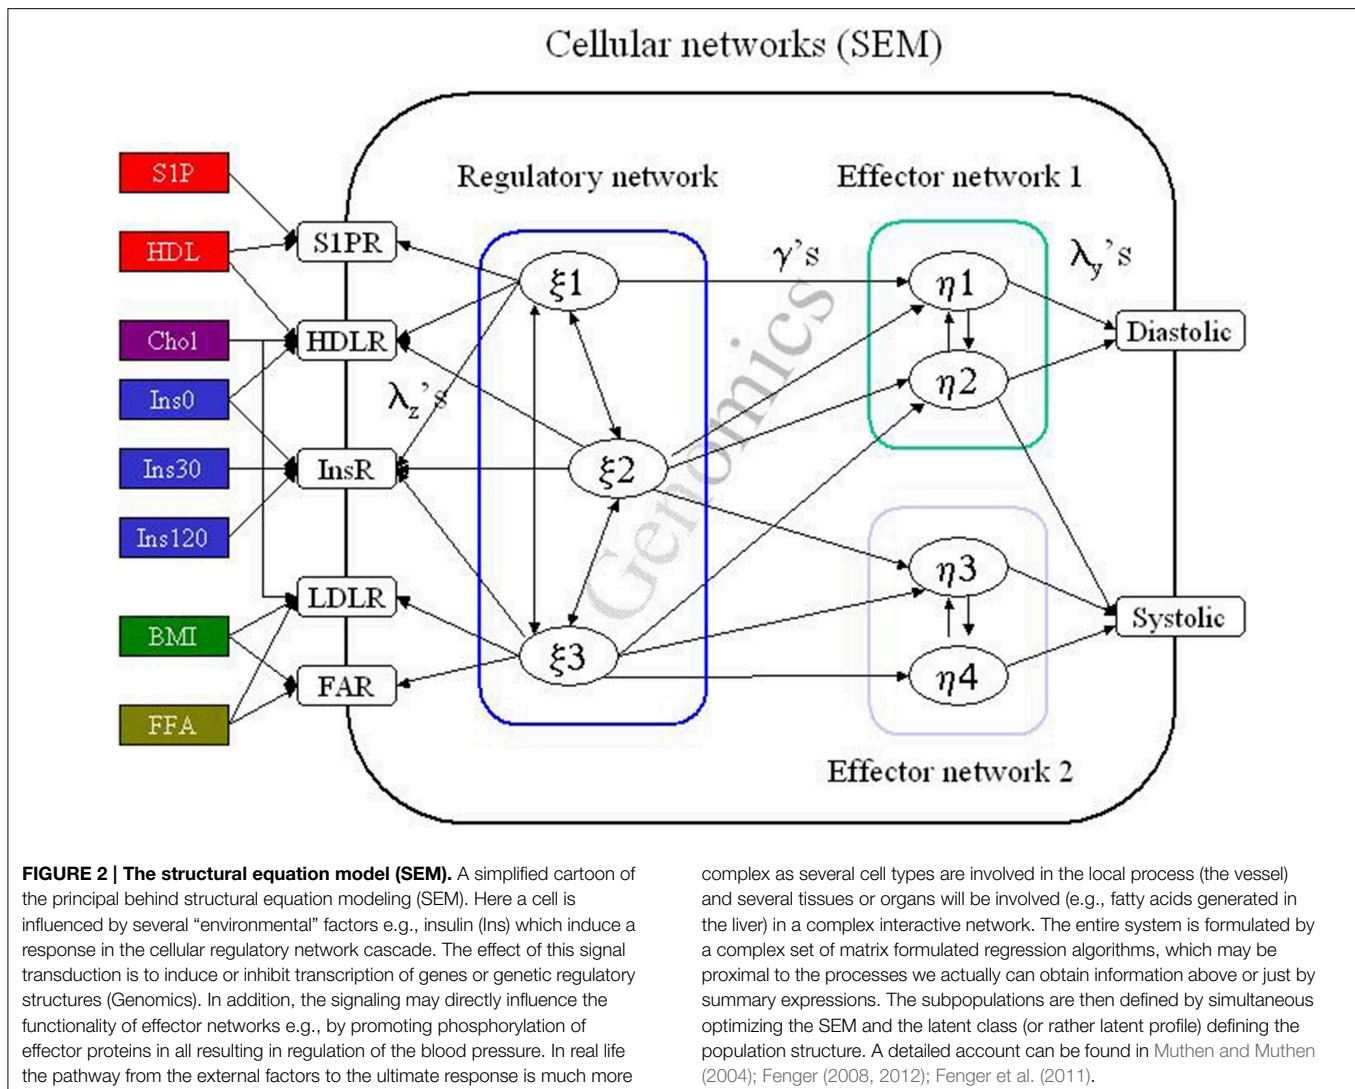 Cellular networks (SEM)
Regulatory network
Effector network 1
S1P
HDL
Chol
Ins0
Ins30
Ins120
BMI
FFA
S1PR
HDLR
InsR
LDLR
FAR
λz's
ξ1
ξ2
ξ3
γ's
Genomics
η1
η2
η3
η4
λy's
Diastolic
Systolic
Effector network 2
FIGURE 2 | The structural equation model (SEM). A simplified cartoon of
the principal behind structural equation modeling (SEM). Here a cell is
influenced by several “environmental” factors e.g., insulin (Ins) which induce a
response in the cellular regulatory network cascade. The effect of this signal
transduction is to induce or inhibit transcription of genes or genetic regulatory
structures (Genomics). In addition, the signaling may directly influence the
functionality of effector networks e.g., by promoting phosphorylation of
effector proteins in all resulting in regulation of the blood pressure. In real life
the pathway from the external factors to the ultimate response is much more
complex as several cell types are involved in the local process (the vessel)
and several tissues or organs will be involved (e.g., fatty acids generated in
the liver) in a complex interactive network. The entire system is formulated by
a complex set of matrix formulated regression algorithms, which may be
proximal to the processes we actually can obtain information above or just by
summary expressions. The subpopulations are then defined by simultaneous
optimizing the SEM and the latent class (or rather latent profile) defining the
population structure. A detailed account can be found in Muthen and Muthen
(2004); Fenger (2008, 2012); Fenger et al. (2011).